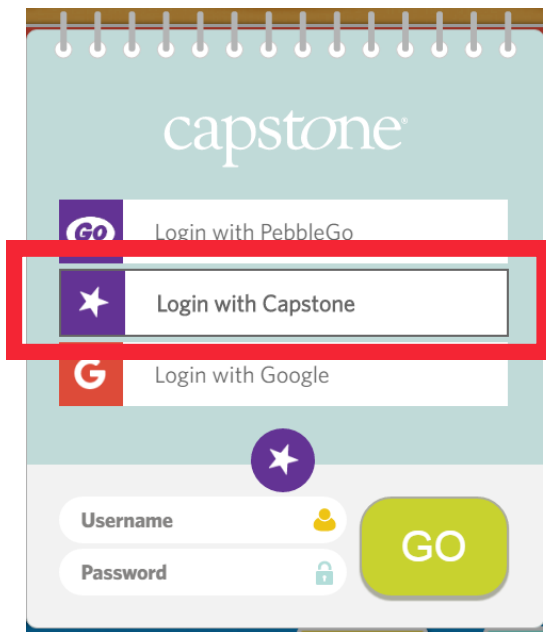 capstone®
GO Login with PebbleGo
Login with Capstone
G Login with Google
Username
Password
GO